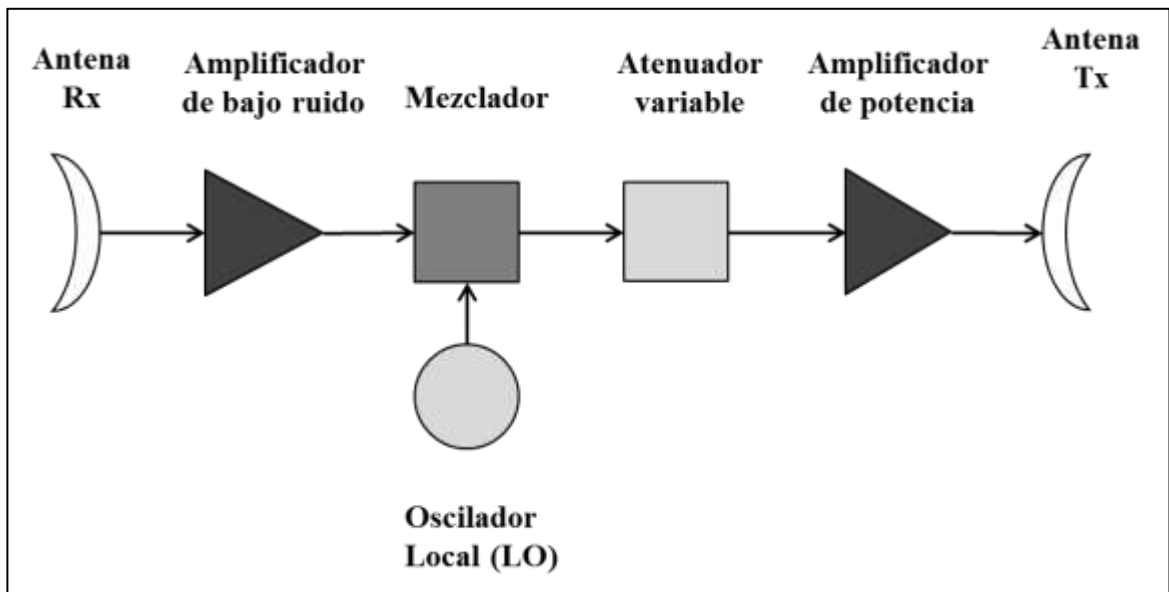 Antena
Rx
Amplificador
de bajo ruido
Mezclador
Atenuador
variable
Amplificador
de potencia
Antena
Tx
Oscilador
Local (LO)